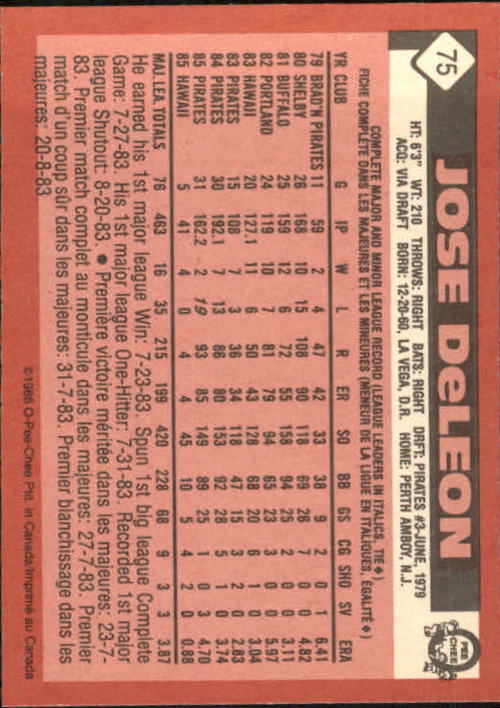 75
JOSE DeLEON
HT: 6'3" WT: 210 THROWS: RIGHT BATS: RIGHT DRFT: PIRATES #3-JUNE, 1979
ACQ: VIA DRAFT BORN: 12-20-60, LA VEGA, D.R. HOME: PERTH AMBOY, N.J.
O-PEE-CHEE
COMPLETE MAJOR AND MINOR LEAGUE RECORD (LEAGUE LEADERS IN ITALICS, TIE ♦)
FICHE COMPLÈTE DANS LES MAJEURES ET LES MINEURES (MENEUR DE LA LIGUE EN ITALIQUES, ÉGALITÉ ♦)
YR CLUB G IP W L R ER SO BB GS CG SHO SV ERA
79 BRAD'N PIRATES 11 59 2 4 47 42 33 38 9 2 0 1 6.41
80 SHELBY 26 168 10 15 108 90 118 69 26 7 0 0 4.82
81 BUFFALO 25 159 12 6 72 55 158 94 25 2 0 0 3.11
82 PORTLAND 24 119 10 7 81 79 94 65 23 3 0 0 5.97
83 HAWAII 20 127.1 11 6 50 43 128 68 20 6 1 0 3.04
83 PIRATES 15 108. 7 3 36 34 118 47 15 3 2 0 2.83
84 PIRATES 30 192.1 7 13 86 80 153 92 28 5 1 0 3.74
85 PIRATES 31 162.2 2 19 93 85 149 89 25 1 0 3 4.70
85 HAWAII 5 41 4 0 4 4 45 10 5 4 2 0 0.88
MAJ.LEA. TOTALS 76 463 16 35 215 199 420 228 68 9 3 3 3.87
He earned his 1st major league Win: 7-23-83. Spun 1st big league Complete
Game: 7-27-83. His 1st major league One-Hitter: 7-31-83. Recorded 1st major
league Shutout: 8-20-83. ● Première victoire méritée dans les majeures: 23-7-
83. Premier match complet au monticule dans les majeures: 27-7-83. Premier
match d'un coup sûr dans les majeures: 31-7-83. Premier blanchissage dans les
majeures: 20-8-83
©1986 O-Pee-Chee Ptd. in Canada/Imprimé au Canada